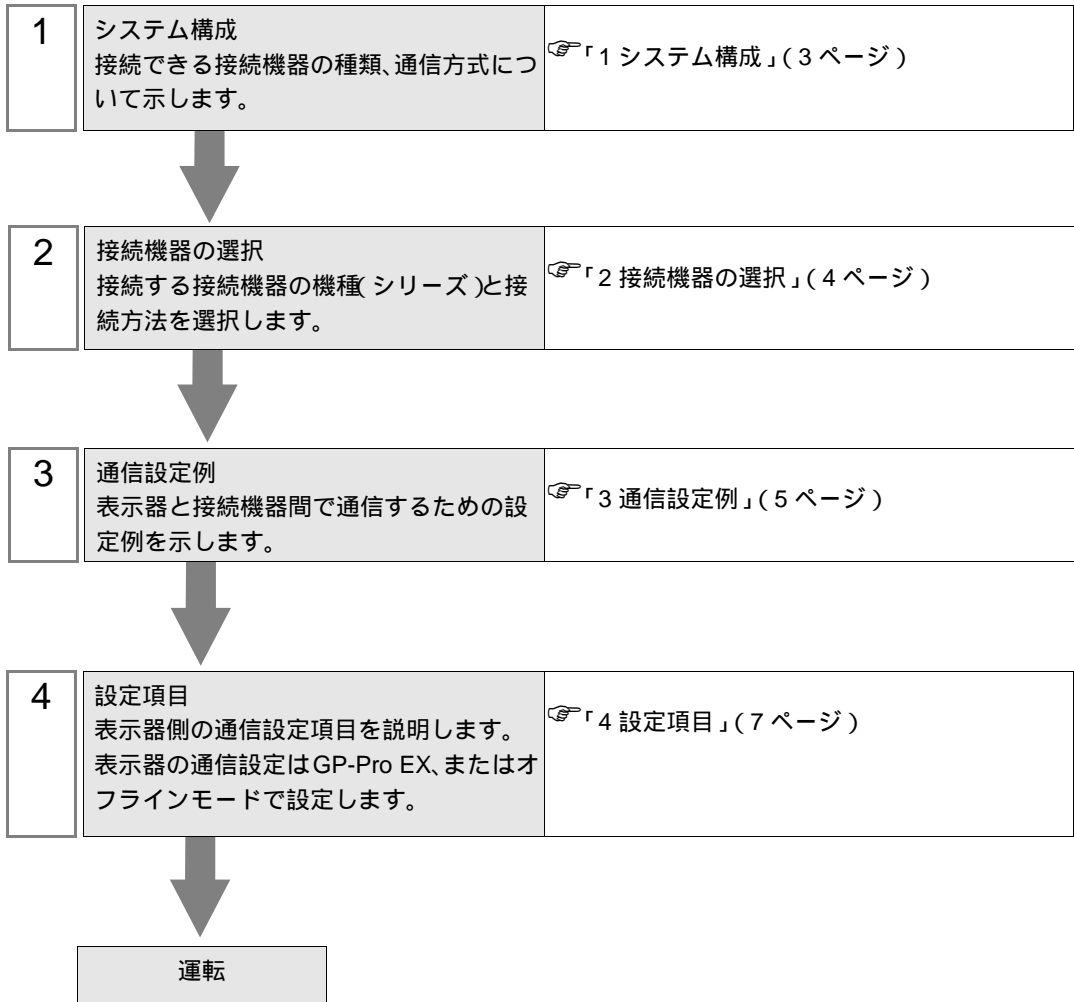 1
システム構成
接続できる接続機器の種類、通信方式につ
いて示します。
☞「1 システム構成」(3 ページ)
2
接続機器の選択
接続する接続機器の機種(シリーズ)と接
続方法を選択します。
☞「2 接続機器の選択」(4 ページ)
3
通信設定例
表示器と接続機器間で通信するための設
定例を示します。
☞「3 通信設定例」(5 ページ)
4
設定項目
表示器側の通信設定項目を説明します。
表示器の通信設定はGP-Pro EX、またはオ
フラインモードで設定します。
☞「4 設定項目」(7 ページ)
運転